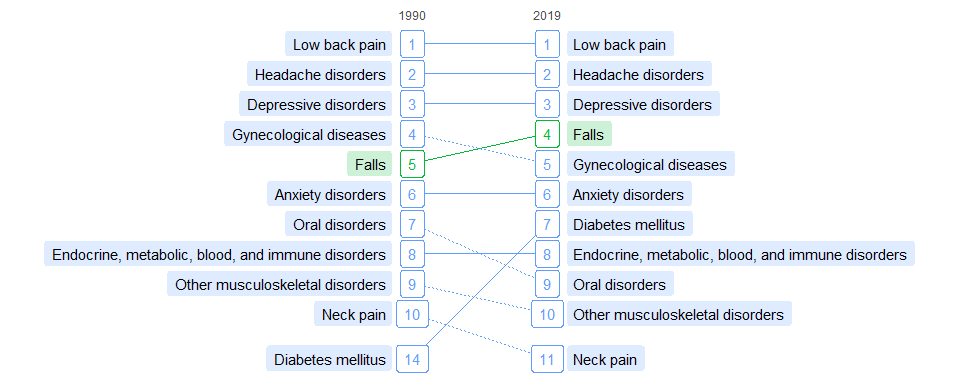 1990 2019
Low back pain 1 1 Low back pain
Headache disorders 2 2 Headache disorders
Depressive disorders 3 3 Depressive disorders
Gynecological diseases 4 4 Falls
Falls 5 5 Gynecological diseases
Anxiety disorders 6 6 Anxiety disorders
Oral disorders 7 7 Diabetes mellitus
Endocrine, metabolic, blood, and immune disorders 8 8 Endocrine, metabolic, blood, and immune disorders
Other musculoskeletal disorders 9 9 Oral disorders
Neck pain 10 10 Other musculoskeletal disorders
Diabetes mellitus 14 11 Neck pain